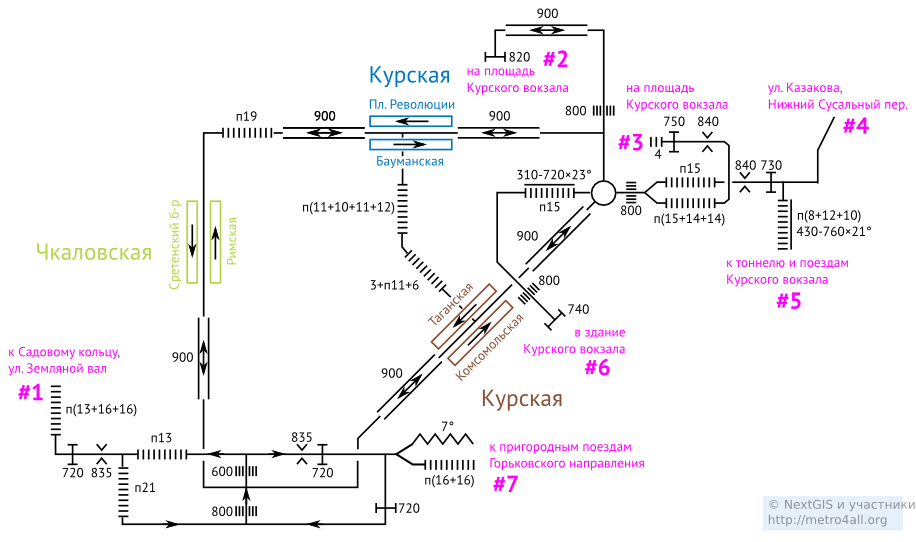 900
820
#2
на площадь
Курского вокзала
Курская
Пл. Революции
Бауманская
п19
900
900
800
на площадь
Курского вокзала
#3
750
840
4
ул. Казакова,
Нижний Сусальный пер.
#4
310-720×23°
п15
800
п15
п(15+14+14)
840
730
п(8+12+10)
430-760×21°
к тоннелю и поездам
Курского вокзала
#5
п(11+10+11+12)
3+п11+6
Чкаловская
Сретенский б-р
Римская
900
900
Таганская
Комсомольская
800
740
в здание
Курского вокзала
#6
Курская
900
к Садовому кольцу,
ул. Земляной вал
#1
п(13+16+16)
720
835
п13
п21
600
800
835
720
720
7°
п(16+16)
к пригородным поездам
Горьковского направления
#7
© NextGIS и участники
http://metro4all.org